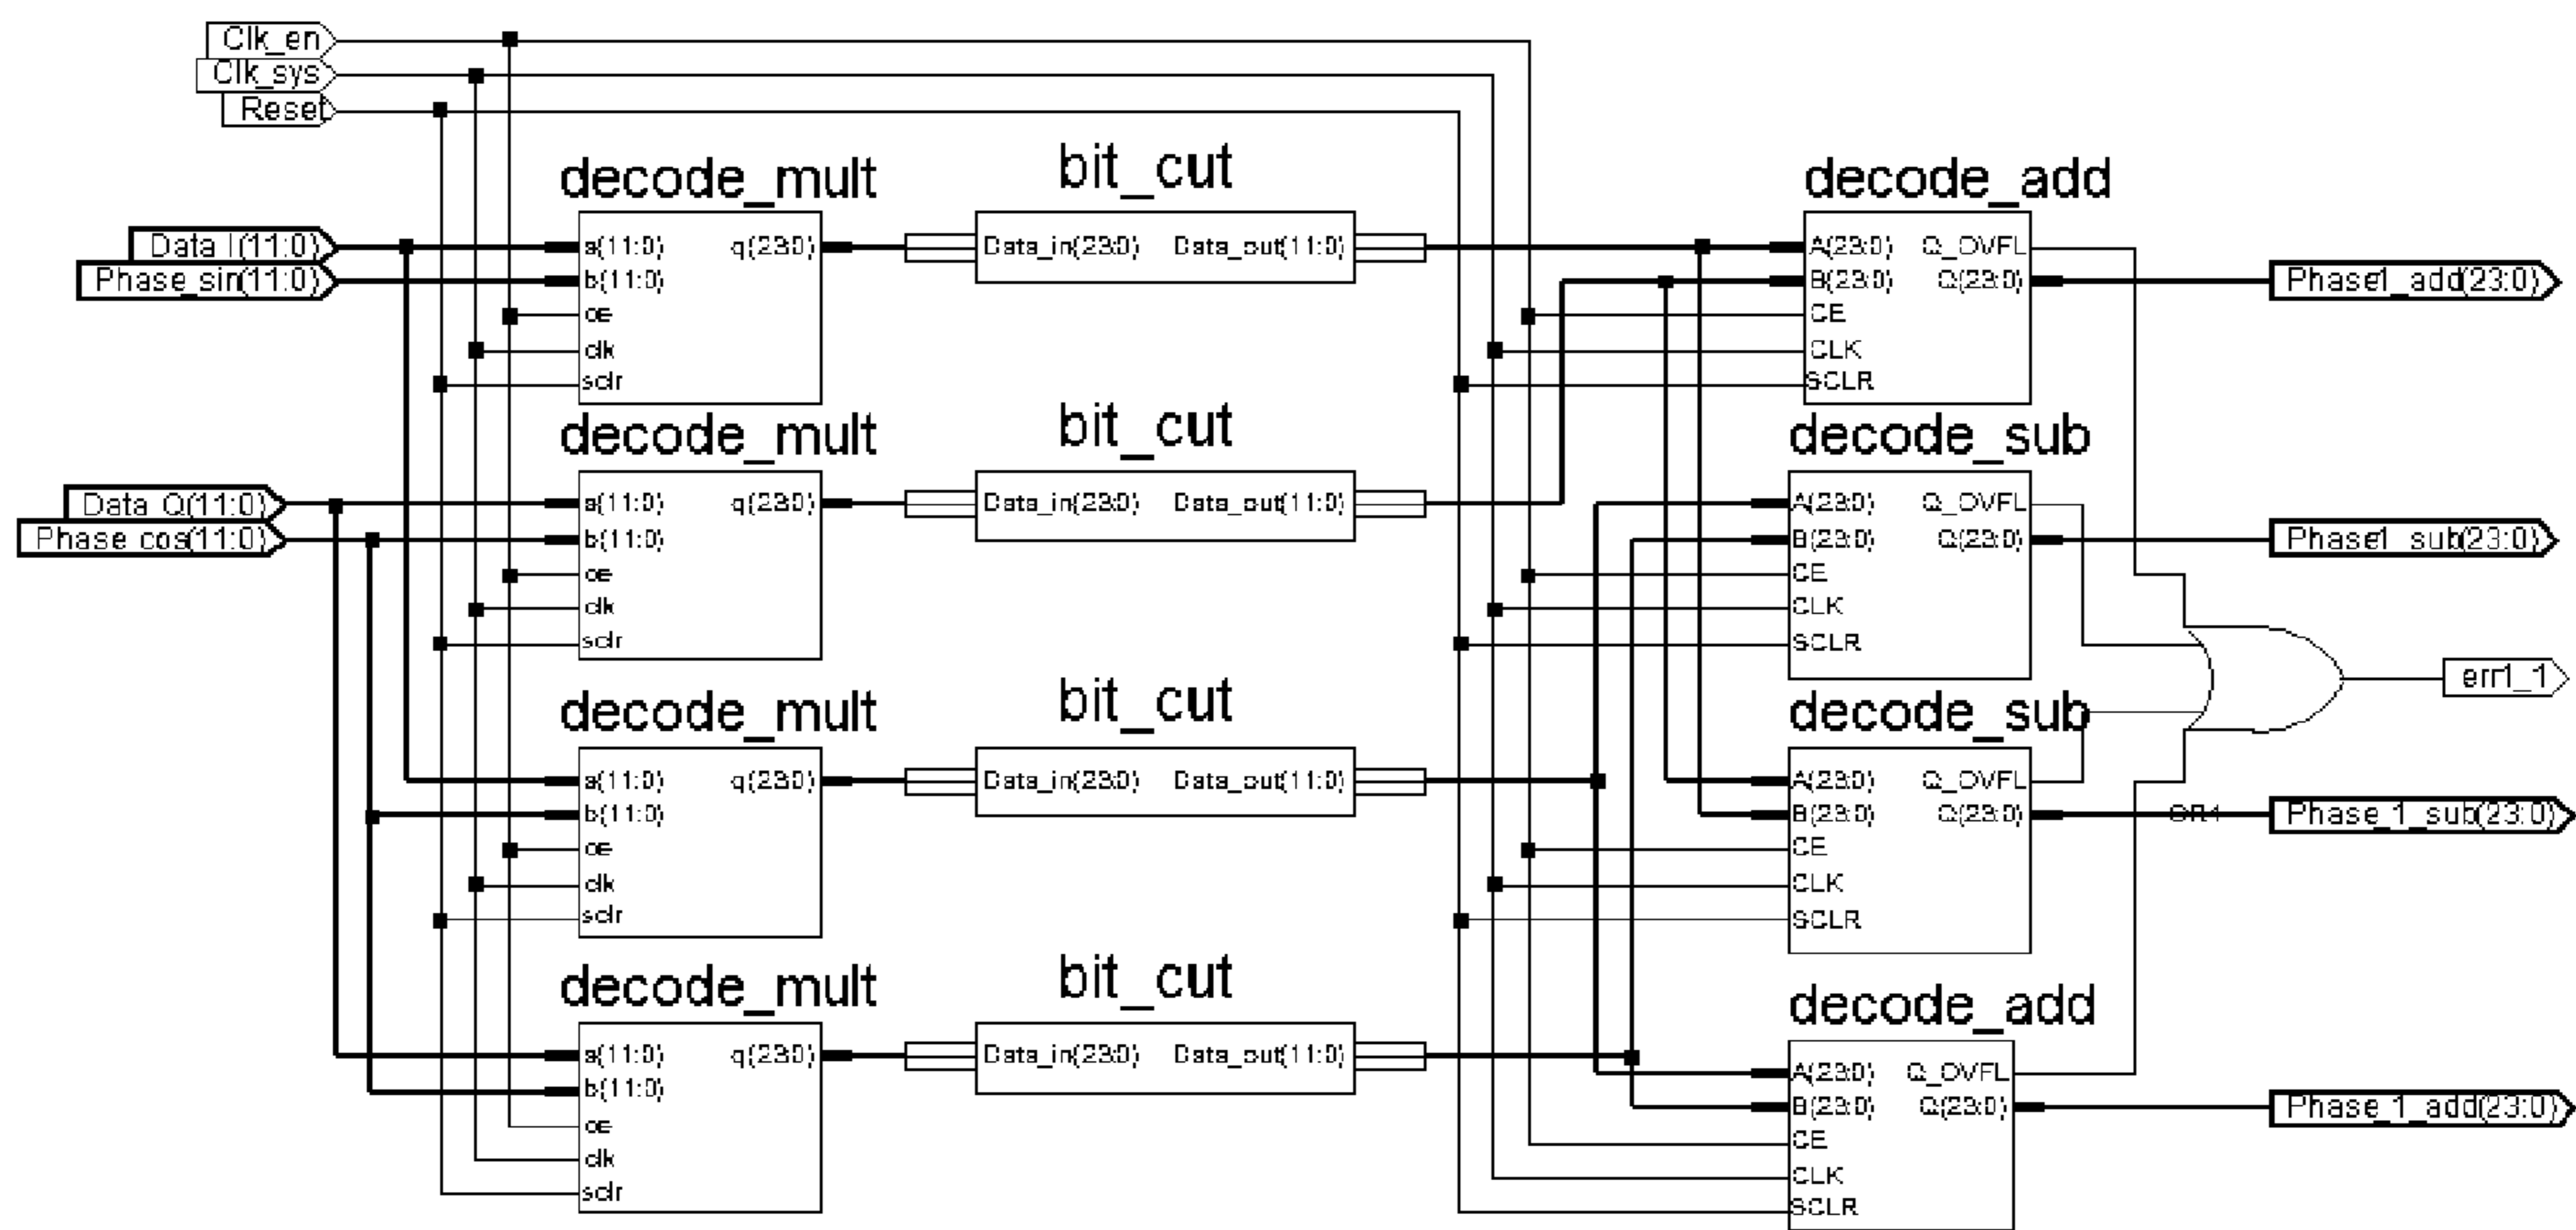 Clk_en
Clk_sys
Reset
decode_mult bit_cut decode_add
Data I(11:0) a(11:0) q(23:0) Data_in(23:0) Data_out(11:0) A(23:0) Q_OVFL
Phase_sin(11:0) b(11:0) B(23:0) Q(23:0) Phase1_add(23:0)
ce CE
clk CLK
sclr SCLR
decode_mult bit_cut decode_sub
Data Q(11:0) a(11:0) q(23:0) Data_in(23:0) Data_out(11:0) A(23:0) Q_OVFL
Phase cos(11:0) b(11:0) B(23:0) Q(23:0) Phase1_sub(23:0)
ce CE
clk CLK
sclr SCLR
err1_1
decode_mult bit_cut decode_sub
a(11:0) q(23:0) Data_in(23:0) Data_out(11:0) A(23:0) Q_OVFL
b(11:0) B(23:0) Q(23:0) OR4 Phase_1_sub(23:0)
ce CE
clk CLK
sclr SCLR
decode_mult bit_cut decode_add
a(11:0) q(23:0) Data_in(23:0) Data_out(11:0) A(23:0) Q_OVFL
b(11:0) B(23:0) Q(23:0) Phase_1_add(23:0)
ce CE
clk CLK
sclr SCLR